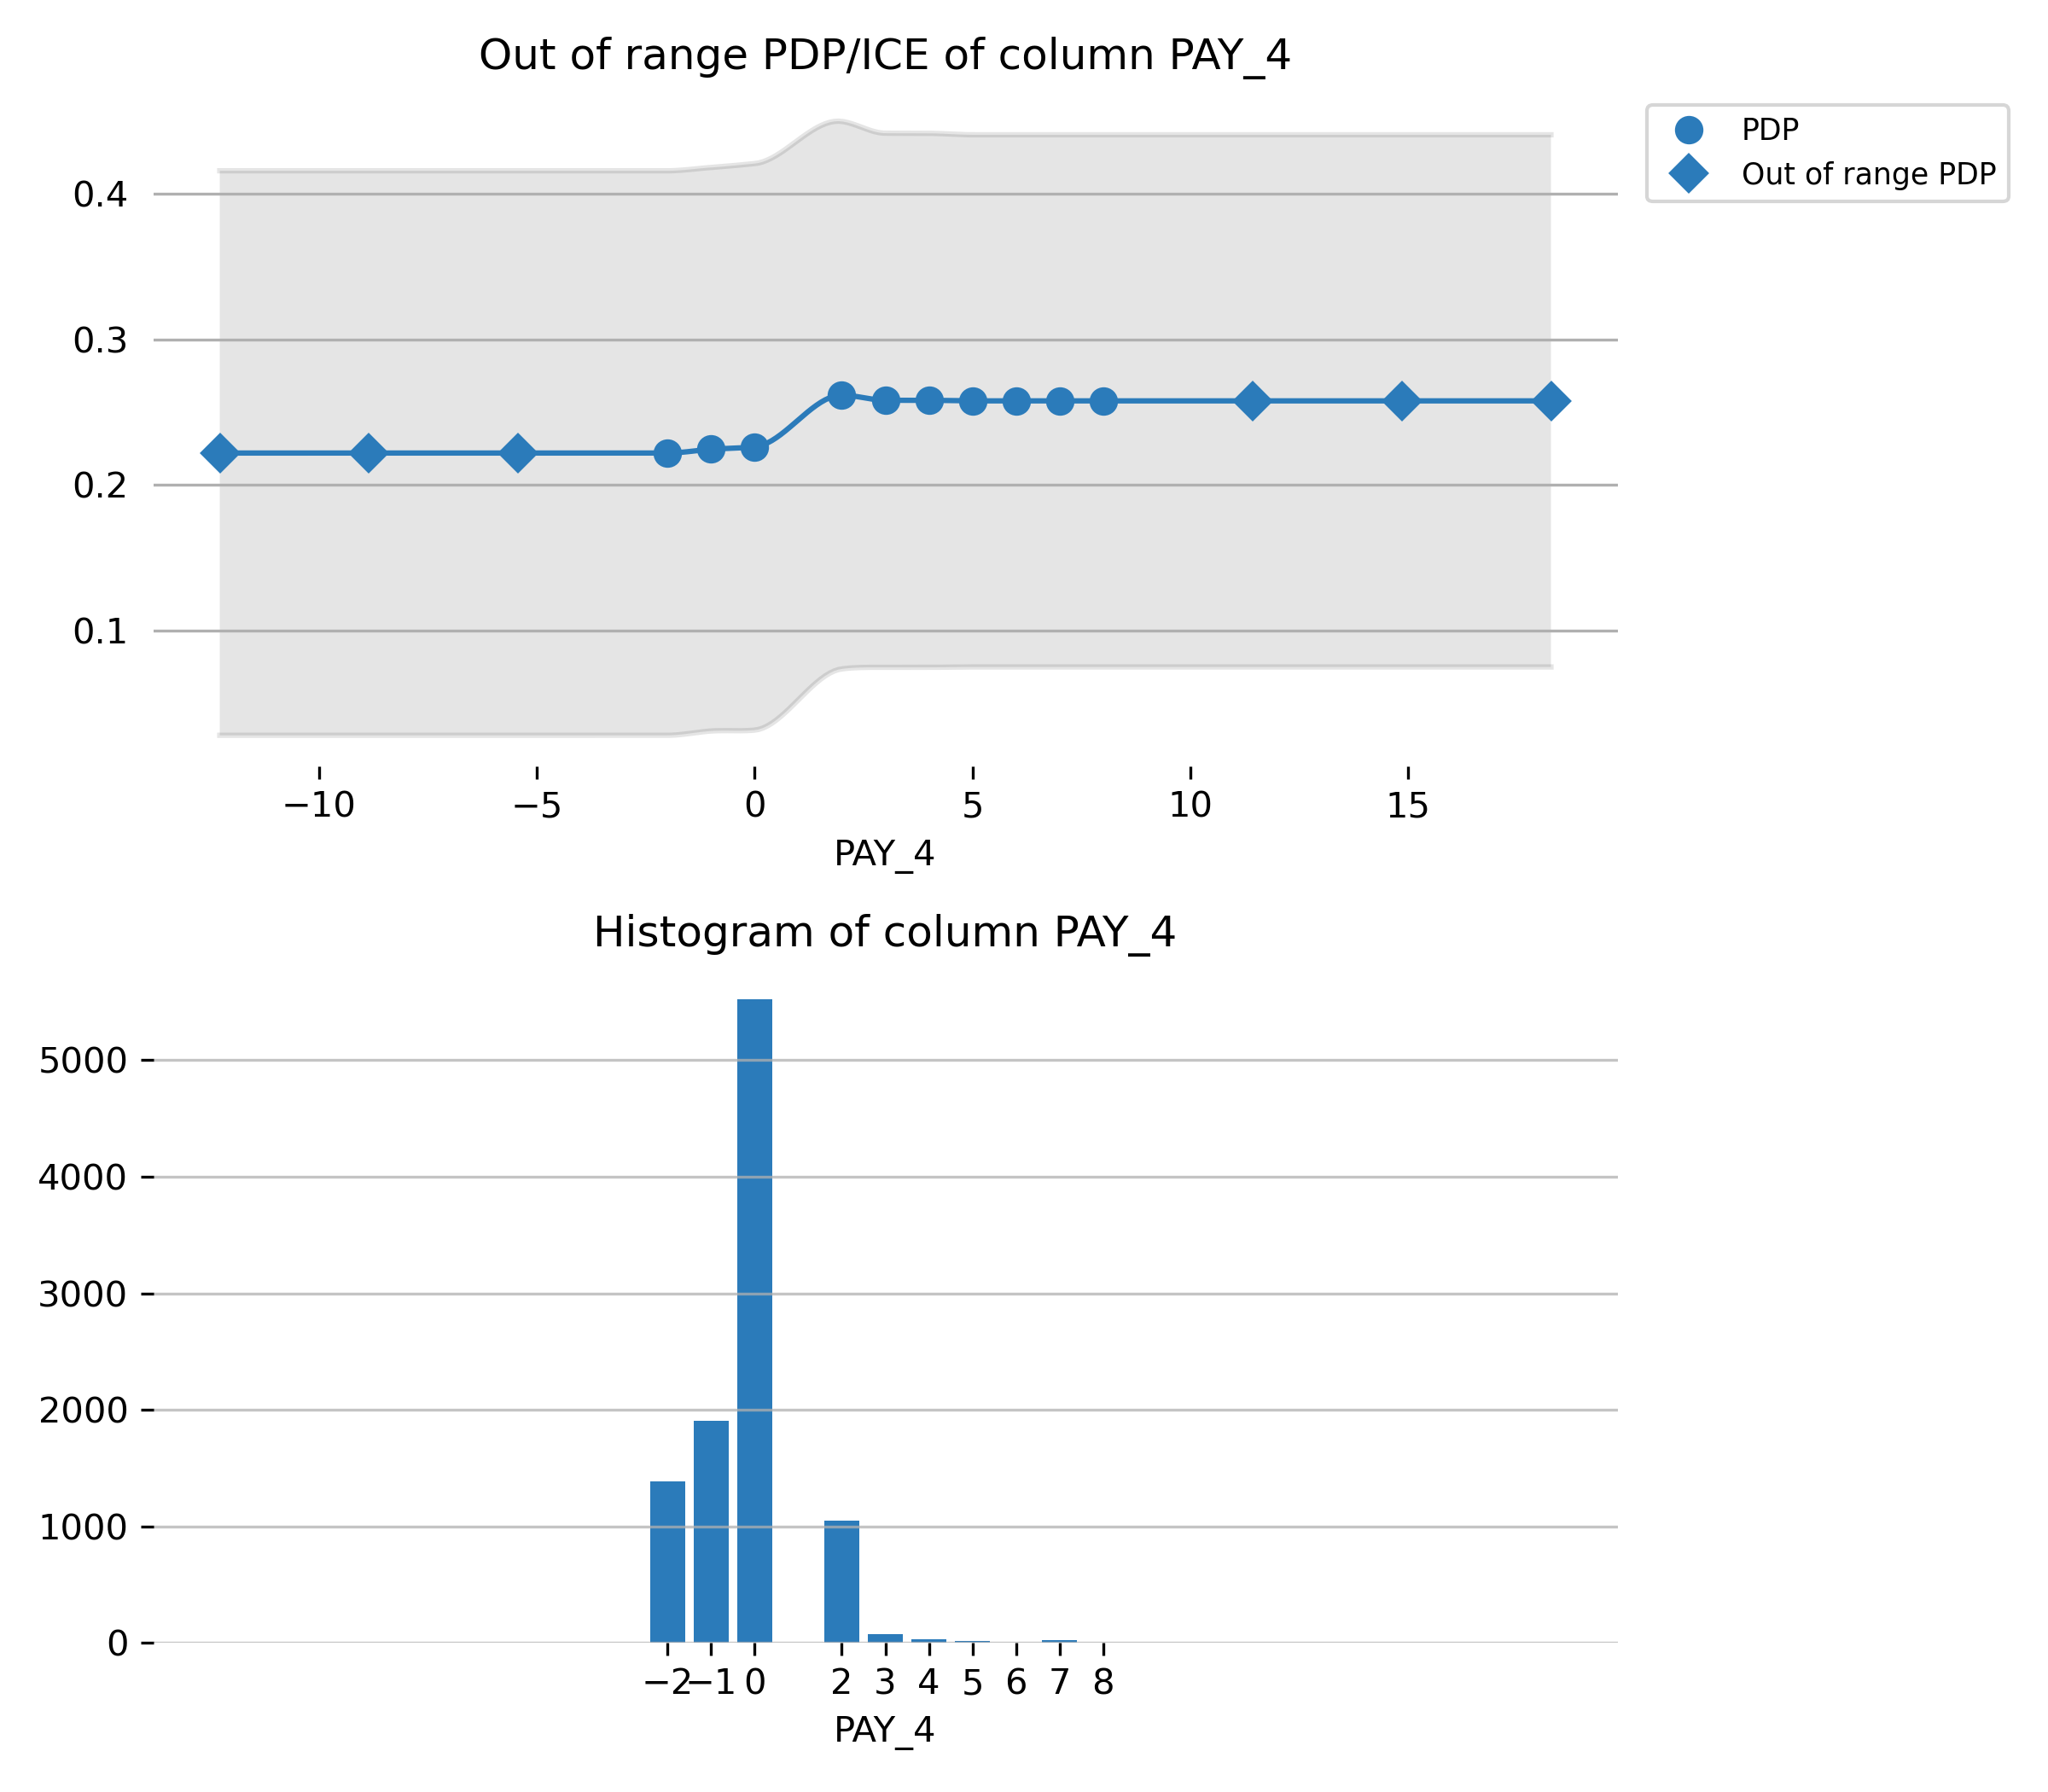 Out of range PDP/ICE of column PAY_4
PDP
Out of range PDP
0.4
0.3
0.2
0.1
−10 −5 0 5 10 15
PAY_4
Histogram of column PAY_4
5000
4000
3000
2000
1000
0
−2 −1 0 2 3 4 5 6 7 8
PAY_4